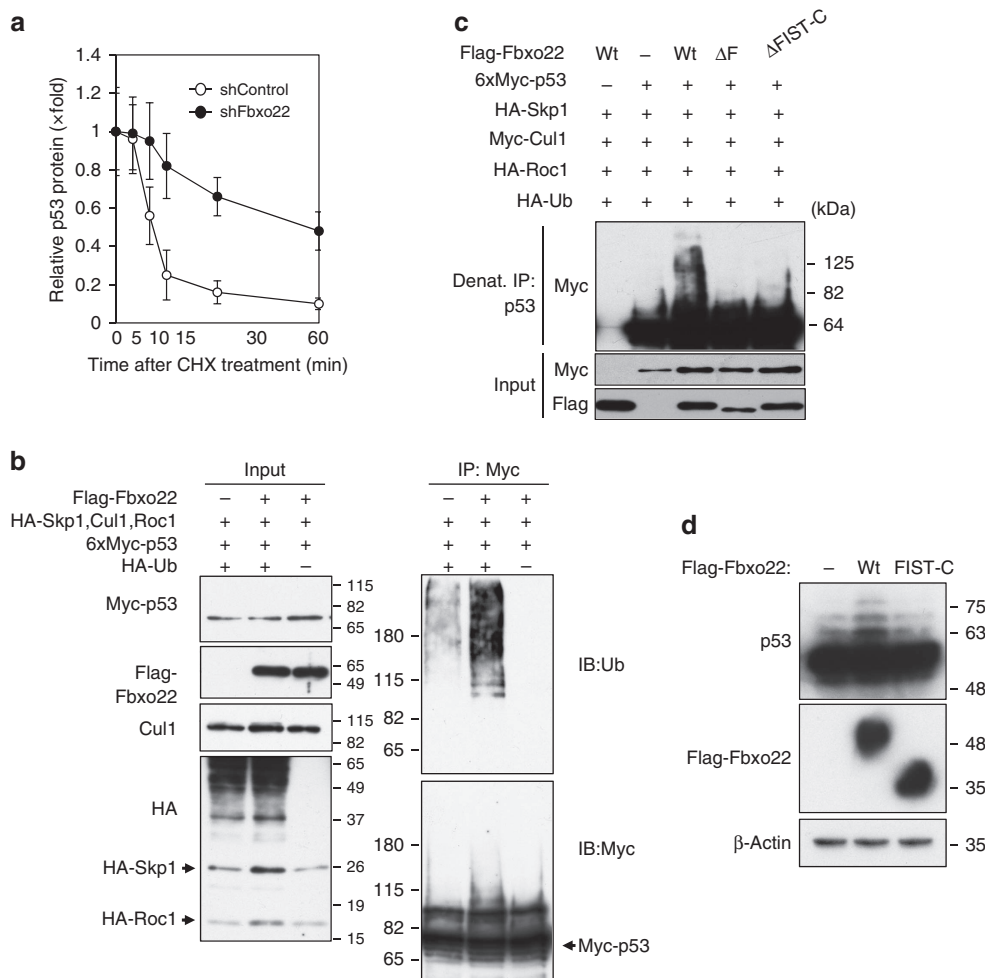 a
1.4
1.2
1
0.8
0.6
0.4
0.2
0
Relative p53 protein (×fold)
shControl
shFbxo22
0 5 10 15 30 60
Time after CHX treatment (min)
c
Flag-Fbxo22 Wt – Wt ΔF ΔFIST-C
6xMyc-p53 – + + + +
HA-Skp1 + + + + +
Myc-Cul1 + + + + +
HA-Roc1 + + + + +
HA-Ub + + + + +
(kDa)
Denat. IP: p53
Myc
125
82
64
Input
Myc
Flag
b
Input
Flag-Fbxo22 – + +
HA-Skp1,Cul1,Roc1 + + +
6xMyc-p53 + + +
HA-Ub + + –
Myc-p53
115
82
65
Flag-
Fbxo22
65
49
Cul1
115
82
HA
65
49
37
HA-Skp1
26
19
HA-Roc1
15
IP: Myc
– + +
+ + +
+ + +
+ + –
180
115
82
65
IB:Ub
180
115
82
65
IB:Myc
Myc-p53
d
Flag-Fbxo22: – Wt FIST-C
p53
75
63
48
Flag-Fbxo22
48
35
β-Actin
35